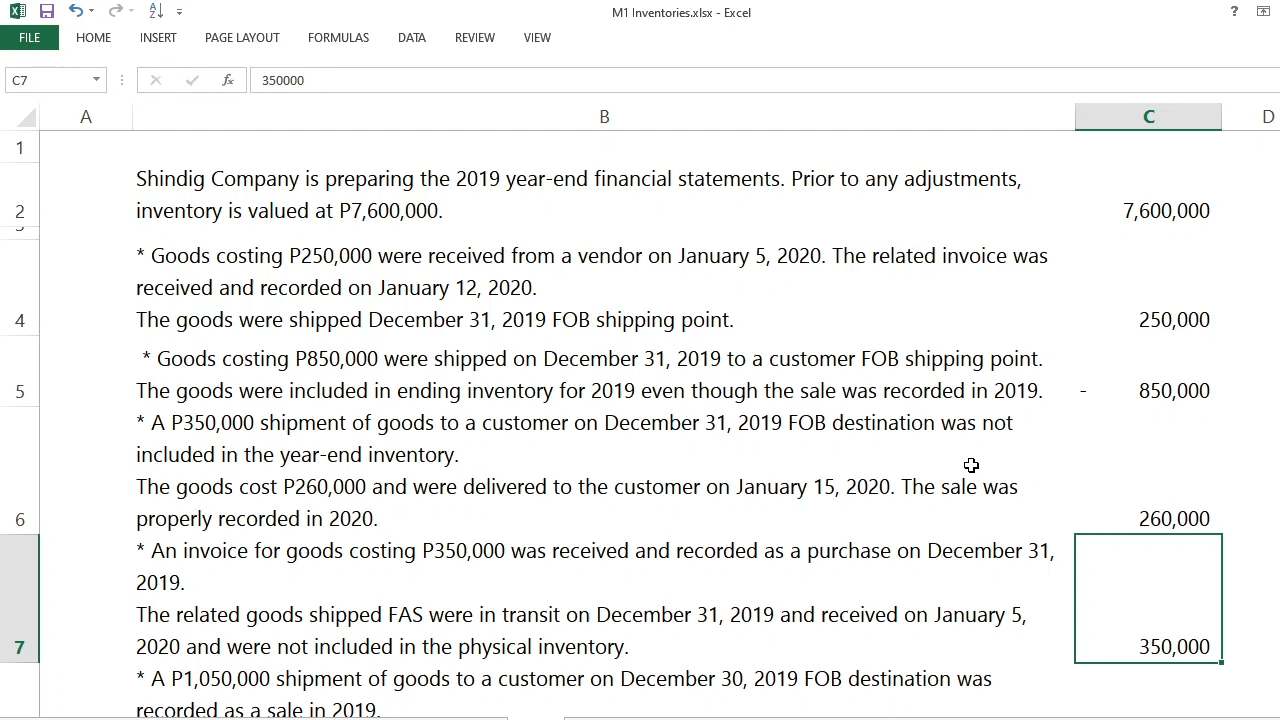 M1 Inventories.xlsx - Excel
?
FILE HOME INSERT PAGE LAYOUT FORMULAS DATA REVIEW VIEW
C7 fx 350000
A B C D
1
Shindig Company is preparing the 2019 year-end financial statements. Prior to any adjustments,
2 inventory is valued at P7,600,000. 7,600,000
3
* Goods costing P250,000 were received from a vendor on January 5, 2020. The related invoice was
received and recorded on January 12, 2020.
4 The goods were shipped December 31, 2019 FOB shipping point. 250,000
* Goods costing P850,000 were shipped on December 31, 2019 to a customer FOB shipping point.
5 The goods were included in ending inventory for 2019 even though the sale was recorded in 2019. - 850,000
* A P350,000 shipment of goods to a customer on December 31, 2019 FOB destination was not
included in the year-end inventory.
The goods cost P260,000 and were delivered to the customer on January 15, 2020. The sale was
6 properly recorded in 2020. 260,000
* An invoice for goods costing P350,000 was received and recorded as a purchase on December 31,
2019.
The related goods shipped FAS were in transit on December 31, 2019 and received on January 5,
7 2020 and were not included in the physical inventory. 350,000
* A P1,050,000 shipment of goods to a customer on December 30, 2019 FOB destination was
recorded as a sale in 2019.